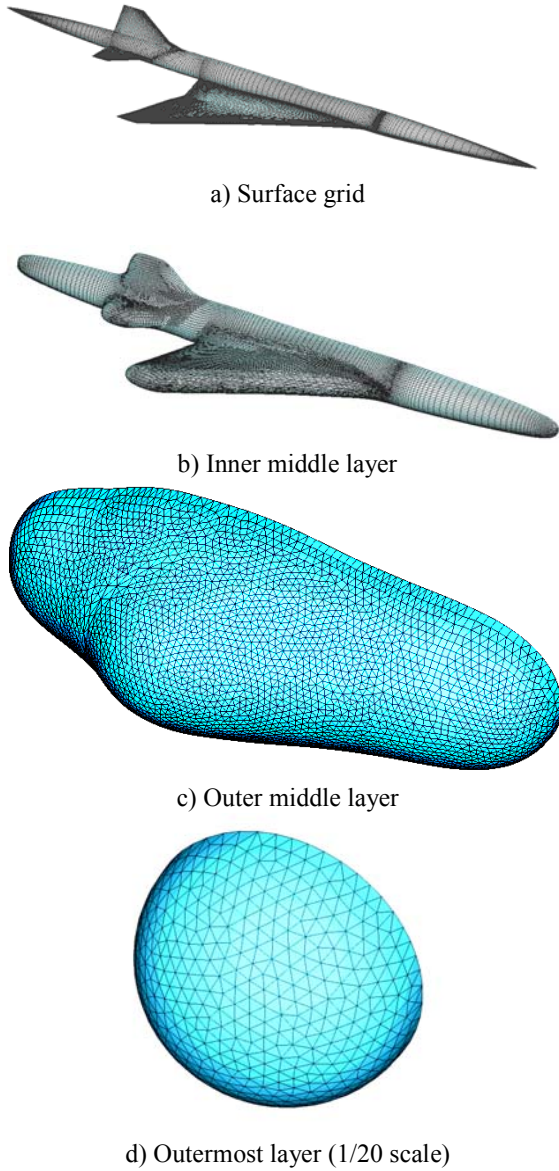 a) Surface grid
b) Inner middle layer
c) Outer middle layer
d) Outermost layer (1/20 scale)